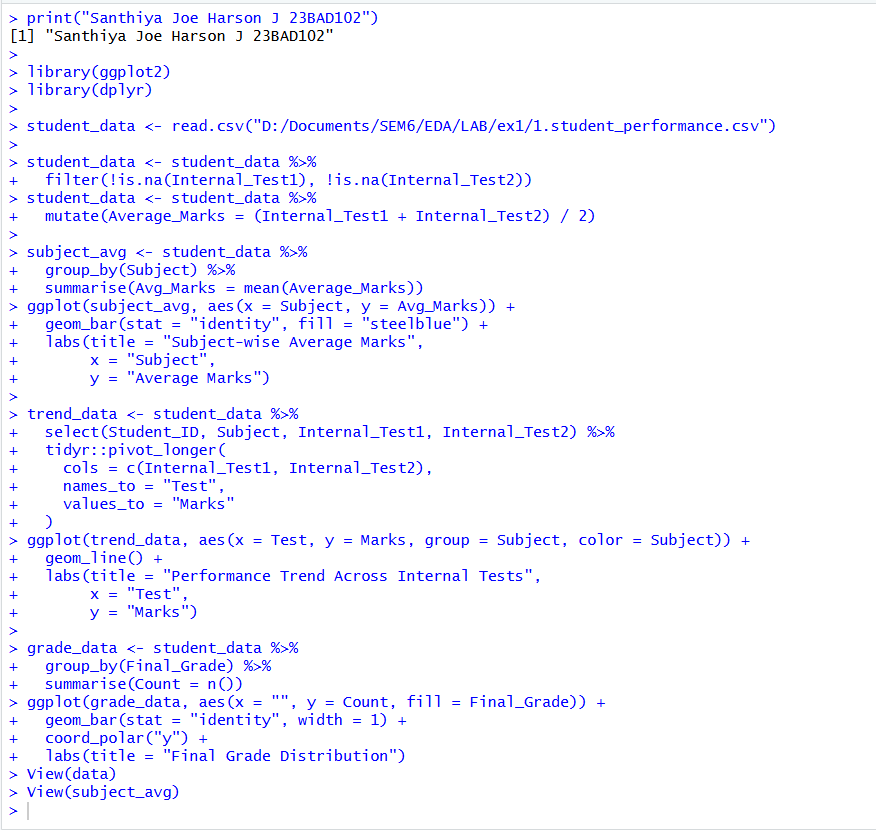 > print("Santhiya Joe Harson J 23BAD102")
[1] "Santhiya Joe Harson J 23BAD102"
>
> library(ggplot2)
> library(dplyr)
>
> student_data <- read.csv("D:/Documents/SEM6/EDA/LAB/ex1/1.student_performance.csv")
>
> student_data <- student_data %>%
+   filter(!is.na(Internal_Test1), !is.na(Internal_Test2))
> student_data <- student_data %>%
+   mutate(Average_Marks = (Internal_Test1 + Internal_Test2) / 2)
>
> subject_avg <- student_data %>%
+   group_by(Subject) %>%
+   summarise(Avg_Marks = mean(Average_Marks))
> ggplot(subject_avg, aes(x = Subject, y = Avg_Marks)) +
+   geom_bar(stat = "identity", fill = "steelblue") +
+   labs(title = "Subject-wise Average Marks",
+        x = "Subject",
+        y = "Average Marks")
>
> trend_data <- student_data %>%
+   select(Student_ID, Subject, Internal_Test1, Internal_Test2) %>%
+   tidyr::pivot_longer(
+     cols = c(Internal_Test1, Internal_Test2),
+     names_to = "Test",
+     values_to = "Marks"
+   )
> ggplot(trend_data, aes(x = Test, y = Marks, group = Subject, color = Subject)) +
+   geom_line() +
+   labs(title = "Performance Trend Across Internal Tests",
+        x = "Test",
+        y = "Marks")
>
> grade_data <- student_data %>%
+   group_by(Final_Grade) %>%
+   summarise(Count = n())
> ggplot(grade_data, aes(x = "", y = Count, fill = Final_Grade)) +
+   geom_bar(stat = "identity", width = 1) +
+   coord_polar("y") +
+   labs(title = "Final Grade Distribution")
> View(data)
> View(subject_avg)
>